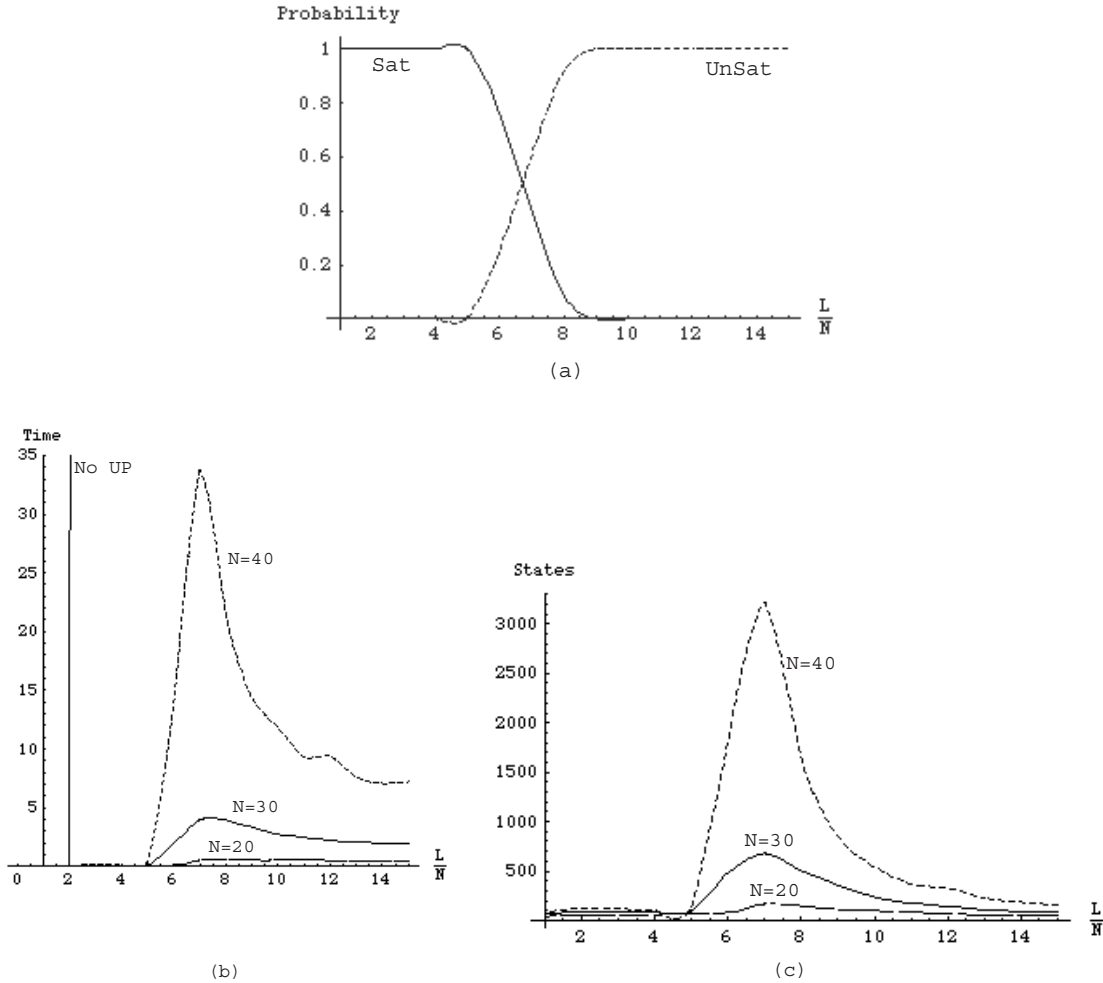 Probability
1
Sat
UnSat
0.8
0.6
0.4
0.2
2 4 6 8 10 12 14
L
N
(a)
Time
35
No UP
30
25
N=40
20
15
10
N=30
5
N=20
0 2 4 6 8 10 12 14
L
N
(b)
States
3000
N=40
2500
2000
1500
1000
N=30
500
N=20
2 4 6 8 10 12 14
L
N
(c)